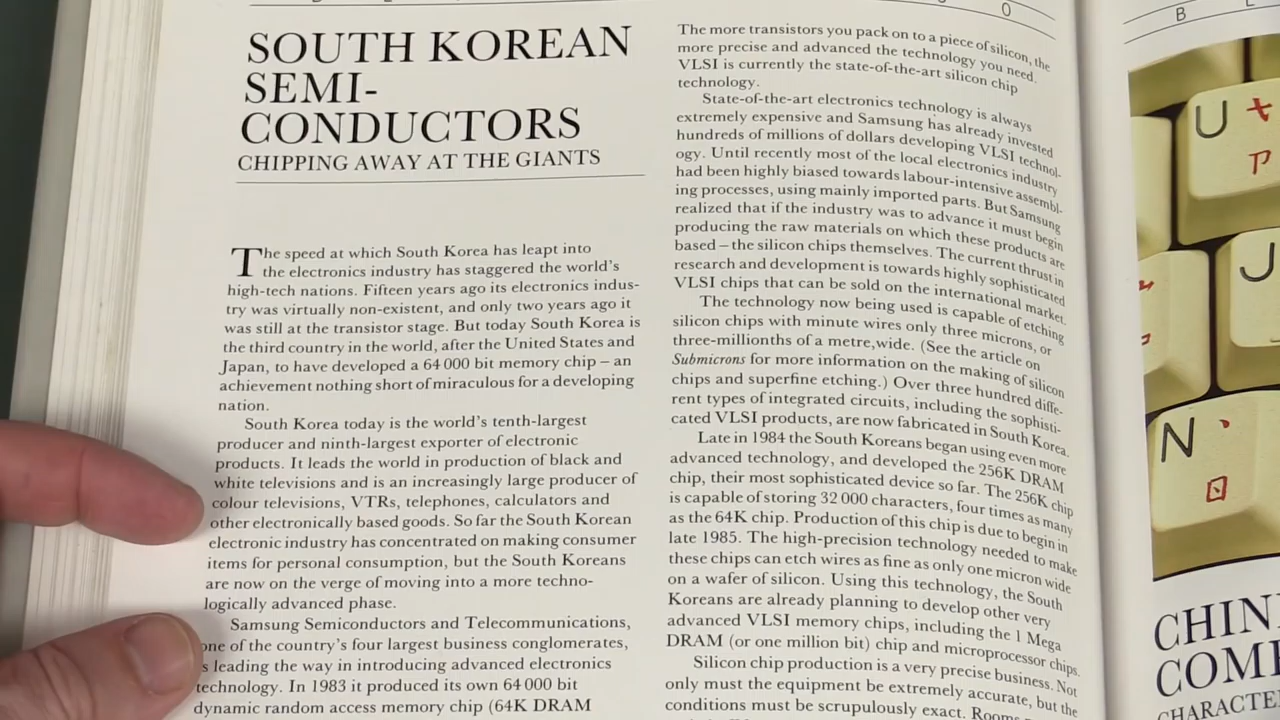 O
SOUTH KOREAN
SEMI-
CONDUCTORS
CHIPPING AWAY AT THE GIANTS
The speed at which South Korea has leapt into
the electronics industry has staggered the world's
high-tech nations. Fifteen years ago its electronics indus-
try was virtually non-existent, and only two years ago it
was still at the transistor stage. But today South Korea is
the third country in the world, after the United States and
Japan, to have developed a 64 000 bit memory chip – an
achievement nothing short of miraculous for a developing
nation.
South Korea today is the world's tenth-largest
producer and ninth-largest exporter of electronic
products. It leads the world in production of black and
white televisions and is an increasingly large producer of
colour televisions, VTRs, telephones, calculators and
other electronically based goods. So far the South Korean
electronic industry has concentrated on making consumer
items for personal consumption, but the South Koreans
are now on the verge of moving into a more techno-
logically advanced phase.
Samsung Semiconductors and Telecommunications,
one of the country's four largest business conglomerates,
is leading the way in introducing advanced electronics
technology. In 1983 it produced its own 64 000 bit
dynamic random access memory chip (64K DRAM
The more transistors you pack on to a piece of silicon, the
more precise and advanced the technology you need.
VLSI is currently the state-of-the-art silicon chip
technology.
State-of-the-art electronics technology is always
extremely expensive and Samsung has already invested
hundreds of millions of dollars developing VLSI technol-
ogy. Until recently most of the local electronics industry
had been highly biased towards labour-intensive assembl-
ing processes, using mainly imported parts. But Samsung
realized that if the industry was to advance it must begin
producing the raw materials on which these products are
based – the silicon chips themselves. The current thrust in
research and development is towards highly sophisticated
VLSI chips that can be sold on the international market.
The technology now being used is capable of etching
silicon chips with minute wires only three microns, or
three-millionths of a metre, wide. (See the article on
Submicrons for more information on the making of silicon
chips and superfine etching.) Over three hundred diffe-
rent types of integrated circuits, including the sophisti-
cated VLSI products, are now fabricated in South Korea.
Late in 1984 the South Koreans began using even more
advanced technology, and developed the 256K DRAM
chip, their most sophisticated device so far. The 256K chip
is capable of storing 32 000 characters, four times as many
as the 64K chip. Production of this chip is due to begin in
late 1985. The high-precision technology needed to make
these chips can etch wires as fine as only one micron wide
on a wafer of silicon. Using this technology, the South
Koreans are already planning to develop other very
advanced VLSI memory chips, including the 1 Mega
DRAM (or one million bit) chip and microprocessor chips.
Silicon chip production is a very precise business. Not
only must the equipment be extremely accurate, but the
conditions must be scrupulously exact. Rooms
B
U
J
N
CHIN
COM
CHARACTE